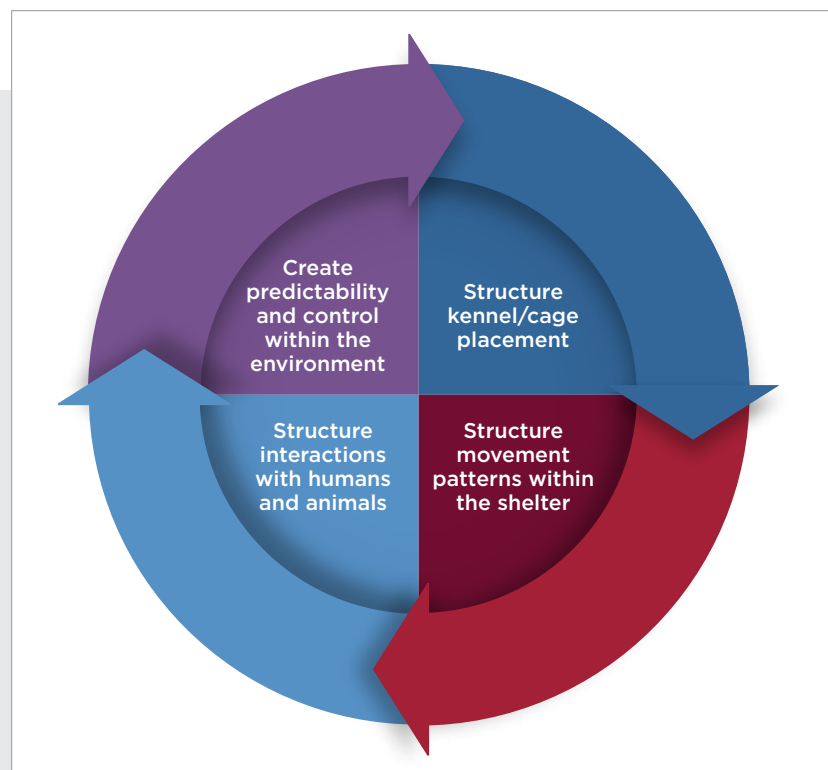 Create
predictability
and control
within the
environment
Structure
kennel/cage
placement
Structure
interactions
with humans
and animals
Structure
movement
patterns within
the shelter